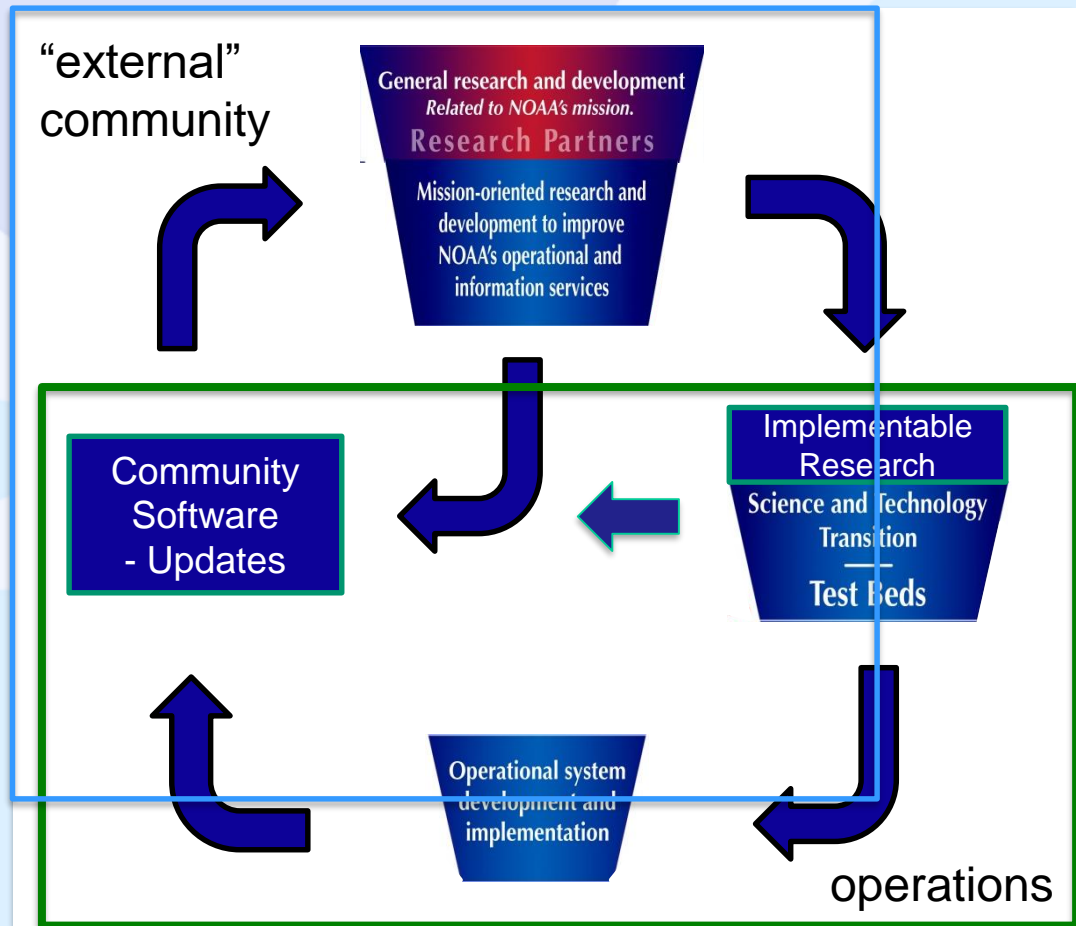 “external”
community
General research and development
Related to NOAA’s mission.
Research Partners
Mission-oriented research and
development to improve
NOAA’s operational and
information services
Community
Software
- Updates
Implementable
Research
Science and Technology
Transition
Test Beds
Operational system
development and
implementation
operations